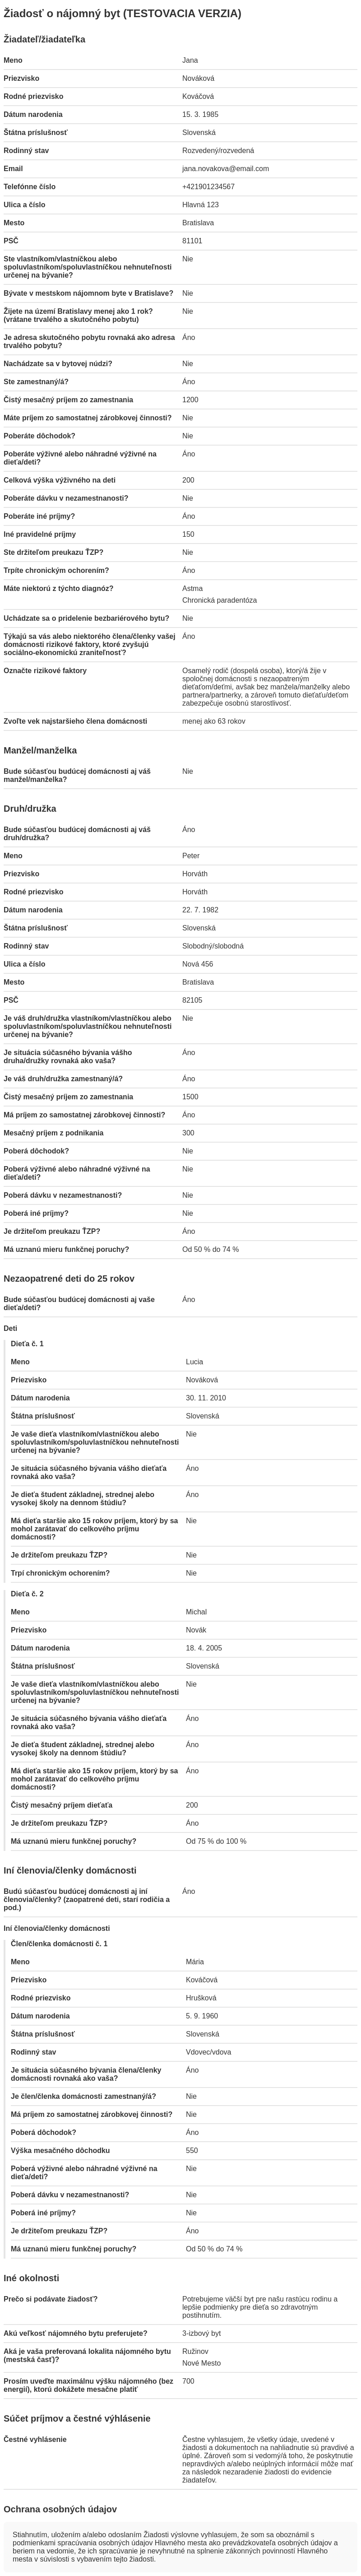 Žiadosť o nájomný byt (TESTOVACIA VERZIA)
Žiadateľ/žiadateľka
Meno Jana
Priezvisko Nováková
Rodné priezvisko Kováčová
Dátum narodenia 15. 3. 1985
Štátna príslušnosť Slovenská
Rodinný stav Rozvedený/rozvedená
Email jana.novakova@email.com
Telefónne číslo +421901234567
Ulica a číslo Hlavná 123
Mesto Bratislava
PSČ 81101
Ste vlastníkom/vlastníčkou alebo Nie
spoluvlastníkom/spoluvlastníčkou nehnuteľnosti
určenej na bývanie?
Bývate v mestskom nájomnom byte v Bratislave? Nie
Žijete na území Bratislavy menej ako 1 rok? Nie
(vrátane trvalého a skutočného pobytu)
Je adresa skutočného pobytu rovnaká ako adresa Áno
trvalého pobytu?
Nachádzate sa v bytovej núdzi? Nie
Ste zamestnaný/á? Áno
Čistý mesačný príjem zo zamestnania 1200
Máte príjem zo samostatnej zárobkovej činnosti? Nie
Poberáte dôchodok? Nie
Poberáte výživné alebo náhradné výživné na Áno
dieťa/deti?
Celková výška výživného na deti 200
Poberáte dávku v nezamestnanosti? Nie
Poberáte iné príjmy? Áno
Iné pravidelné príjmy 150
Ste držiteľom preukazu ŤZP? Nie
Trpíte chronickým ochorením? Áno
Máte niektorú z týchto diagnóz? Astma
Chronická paradentóza
Uchádzate sa o pridelenie bezbariérového bytu? Nie
Týkajú sa vás alebo niektorého člena/členky vašej Áno
domácnosti rizikové faktory, ktoré zvyšujú
sociálno-ekonomickú zraniteľnosť?
Označte rizikové faktory Osamelý rodič (dospelá osoba), ktorý/á žije v
spoločnej domácnosti s nezaopatreným
dieťaťom/deťmi, avšak bez manžela/manželky alebo
partnera/partnerky, a zároveň tomuto dieťaťu/deťom
zabezpečuje osobnú starostlivosť.
Zvoľte vek najstaršieho člena domácnosti menej ako 63 rokov
Manžel/manželka
Bude súčasťou budúcej domácnosti aj váš Nie
manžel/manželka?
Druh/družka
Bude súčasťou budúcej domácnosti aj váš Áno
druh/družka?
Meno Peter
Priezvisko Horváth
Rodné priezvisko Horváth
Dátum narodenia 22. 7. 1982
Štátna príslušnosť Slovenská
Rodinný stav Slobodný/slobodná
Ulica a číslo Nová 456
Mesto Bratislava
PSČ 82105
Je váš druh/družka vlastníkom/vlastníčkou alebo Nie
spoluvlastníkom/spoluvlastníčkou nehnuteľnosti
určenej na bývanie?
Je situácia súčasného bývania vášho Áno
druha/družky rovnaká ako vaša?
Je váš druh/družka zamestnaný/á? Áno
Čistý mesačný príjem zo zamestnania 1500
Má príjem zo samostatnej zárobkovej činnosti? Áno
Mesačný príjem z podnikania 300
Poberá dôchodok? Nie
Poberá výživné alebo náhradné výživné na Nie
dieťa/deti?
Poberá dávku v nezamestnanosti? Nie
Poberá iné príjmy? Nie
Je držiteľom preukazu ŤZP? Áno
Má uznanú mieru funkčnej poruchy? Od 50 % do 74 %
Nezaopatrené deti do 25 rokov
Bude súčasťou budúcej domácnosti aj vaše Áno
dieťa/deti?
Deti
Dieťa č. 1
Meno Lucia
Priezvisko Nováková
Dátum narodenia 30. 11. 2010
Štátna príslušnosť Slovenská
Je vaše dieťa vlastníkom/vlastníčkou alebo Nie
spoluvlastníkom/spoluvlastníčkou nehnuteľnosti
určenej na bývanie?
Je situácia súčasného bývania vášho dieťaťa Áno
rovnaká ako vaša?
Je dieťa študent základnej, strednej alebo Áno
vysokej školy na dennom štúdiu?
Má dieťa staršie ako 15 rokov príjem, ktorý by sa Nie
mohol zarátavať do celkového príjmu
domácnosti?
Je držiteľom preukazu ŤZP? Nie
Trpí chronickým ochorením? Nie
Dieťa č. 2
Meno Michal
Priezvisko Novák
Dátum narodenia 18. 4. 2005
Štátna príslušnosť Slovenská
Je vaše dieťa vlastníkom/vlastníčkou alebo Nie
spoluvlastníkom/spoluvlastníčkou nehnuteľnosti
určenej na bývanie?
Je situácia súčasného bývania vášho dieťaťa Áno
rovnaká ako vaša?
Je dieťa študent základnej, strednej alebo Áno
vysokej školy na dennom štúdiu?
Má dieťa staršie ako 15 rokov príjem, ktorý by sa Áno
mohol zarátavať do celkového príjmu
domácnosti?
Čistý mesačný príjem dieťaťa 200
Je držiteľom preukazu ŤZP? Áno
Má uznanú mieru funkčnej poruchy? Od 75 % do 100 %
Iní členovia/členky domácnosti
Budú súčasťou budúcej domácnosti aj iní Áno
členovia/členky? (zaopatrené deti, starí rodičia a
pod.)
Iní členovia/členky domácnosti
Člen/členka domácnosti č. 1
Meno Mária
Priezvisko Kováčová
Rodné priezvisko Hrušková
Dátum narodenia 5. 9. 1960
Štátna príslušnosť Slovenská
Rodinný stav Vdovec/vdova
Je situácia súčasného bývania člena/členky Áno
domácnosti rovnaká ako vaša?
Je člen/členka domácnosti zamestnaný/á? Nie
Má príjem zo samostatnej zárobkovej činnosti? Nie
Poberá dôchodok? Áno
Výška mesačného dôchodku 550
Poberá výživné alebo náhradné výživné na Nie
dieťa/deti?
Poberá dávku v nezamestnanosti? Nie
Poberá iné príjmy? Nie
Je držiteľom preukazu ŤZP? Áno
Má uznanú mieru funkčnej poruchy? Od 50 % do 74 %
Iné okolnosti
Prečo si podávate žiadosť? Potrebujeme väčší byt pre našu rastúcu rodinu a
lepšie podmienky pre dieťa so zdravotným
postihnutím.
Akú veľkosť nájomného bytu preferujete? 3-izbový byt
Aká je vaša preferovaná lokalita nájomného bytu Ružinov
(mestská časť)? Nové Mesto
Prosím uveďte maximálnu výšku nájomného (bez 700
energií), ktorú dokážete mesačne platiť
Súčet príjmov a čestné výhlásenie
Čestné vyhlásenie Čestne vyhlasujem, že všetky údaje, uvedené v
žiadosti a dokumentoch na nahliadnutie sú pravdivé a
úplné. Zároveň som si vedomý/á toho, že poskytnutie
nepravdivých a/alebo neúplných informácií môže mať
za následok nezaradenie žiadosti do evidencie
žiadateľov.
Ochrana osobných údajov
Stiahnutím, uložením a/alebo odoslaním Žiadosti výslovne vyhlasujem, že som sa oboznámil s
podmienkami spracúvania osobných údajov Hlavného mesta ako prevádzkovateľa osobných údajov a
beriem na vedomie, že ich spracúvanie je nevyhnutné na splnenie zákonných povinností Hlavného
mesta v súvislosti s vybavením tejto žiadosti.